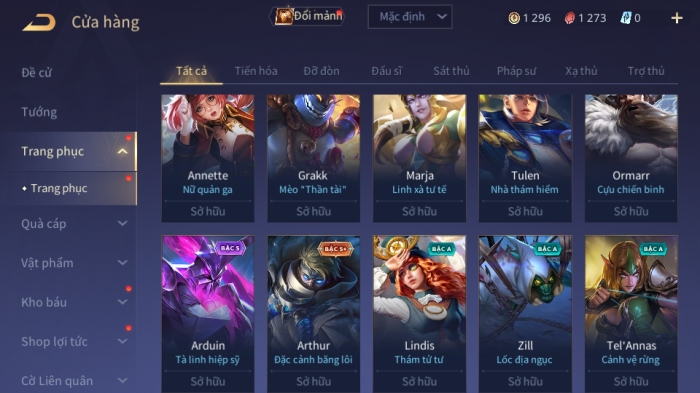 Cửa hàng
Đổi mảnh
Mặc định
1 296
1 273
0
Đề cử
Tướng
Trang phục
Trang phục
Quà cáp
Vật phẩm
Kho báu
Shop lợi tức
Cờ Liên quân
Tất cả
Tiến hóa
Đỡ đòn
Đấu sĩ
Sát thủ
Pháp sư
Xạ thủ
Trợ thủ
Annette
Nữ quản ga
Sở hữu
Grakk
Mèo "Thần tài"
Sở hữu
Marja
Linh xà tư tế
Sở hữu
Tulen
Nhà thám hiểm
Sở hữu
Ormarr
Cựu chiến binh
Sở hữu
BẬC S
Arduin
Tà linh hiệp sỹ
Sở hữu
BẬC S+
Arthur
Đặc cảnh băng lôi
Sở hữu
BẬC A
Lindis
Thám tử tư
Sở hữu
BẬC A
Zill
Lốc địa ngục
Sở hữu
BẬC A
Tel'Annas
Cảnh vệ rừng
Sở hữu